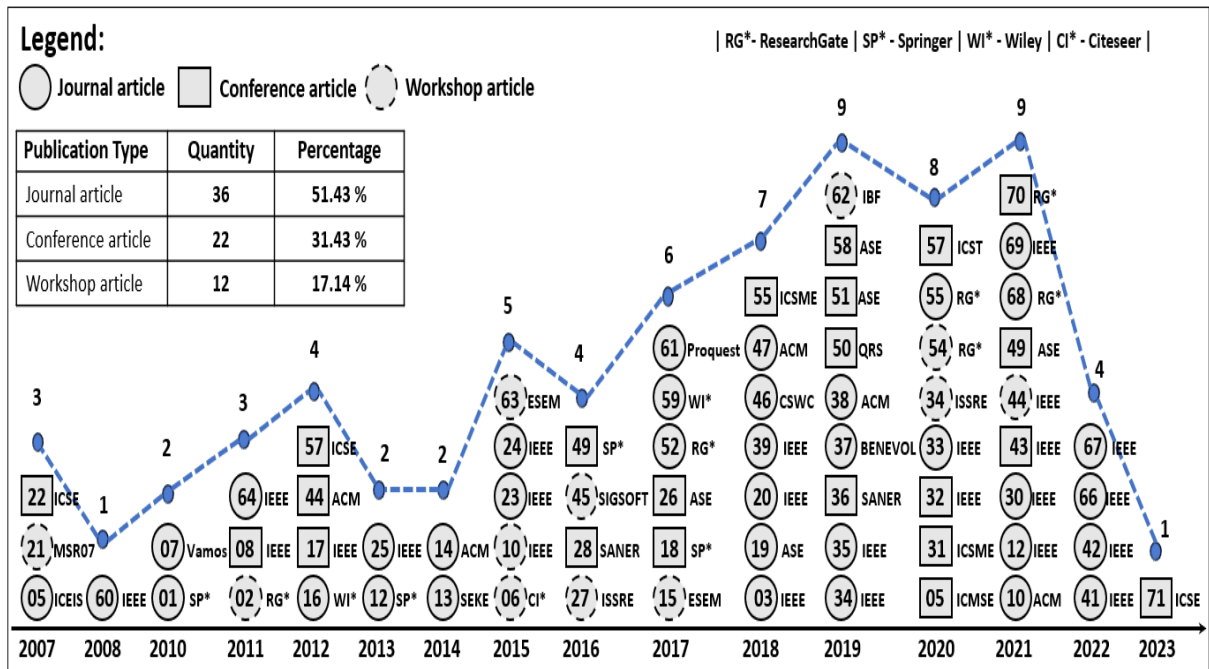 Legend:
| RG*- ResearchGate | SP* - Springer | WI* - Wiley | CI* - Citeseer |
Journal article Conference article Workshop article
Publication Type Quantity Percentage
Journal article 36 51.43 %
Conference article 22 31.43 %
Workshop article 12 17.14 %
3 1 2 3 4 2 2 5 4 6 7 9 8 9 4 1
62 IBF 70 RG*
58 ASE 57 ICST 69 IEEE
55 ICSME 51 ASE 55 RG* 68 RG*
61 Proquest 47 ACM 50 QRS 54 RG* 49 ASE
63 ESEM 59 WI* 46 CSWC 38 ACM 34 ISSRE 44 IEEE
57 ICSE 24 IEEE 49 SP* 52 RG* 39 IEEE 37 BENEVOL 33 IEEE 43 IEEE 67 IEEE
22 ICSE 64 IEEE 44 ACM 23 IEEE 45 SIGSOFT 26 ASE 20 IEEE 36 SANER 32 IEEE 30 IEEE 66 IEEE
21 MSR07 07 Vamos 08 IEEE 17 IEEE 25 IEEE 14 ACM 10 IEEE 28 SANER 18 SP* 19 ASE 35 IEEE 31 ICSME 12 IEEE 42 IEEE
05 ICEIS 60 IEEE 01 SP* 02 RG* 16 WI* 12 SP* 13 SEKE 06 CI* 27 ISSRE 15 ESEM 03 IEEE 34 IEEE 05 ICMSE 10 ACM 41 IEEE 71 ICSE
2007 2008 2010 2011 2012 2013 2014 2015 2016 2017 2018 2019 2020 2021 2022 2023